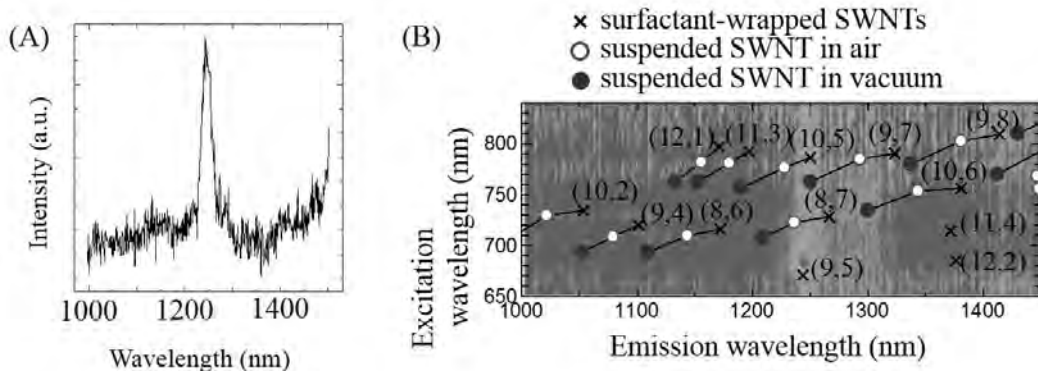 (A)
Intensity (a.u.)
1000 1200 1400
Wavelength (nm)
(B)
× surfactant-wrapped SWNTs
○ suspended SWNT in air
● suspended SWNT in vacuum
Excitation
wavelength (nm)
800
750
700
650
(12,1) (11,3) (10,5) (9,7) (9,8)
(10,2) (9,4) (8,6) (8,7) (10,6)
(9,5) (11,4)
(12,2)
1000 1100 1200 1300 1400
Emission wavelength (nm)